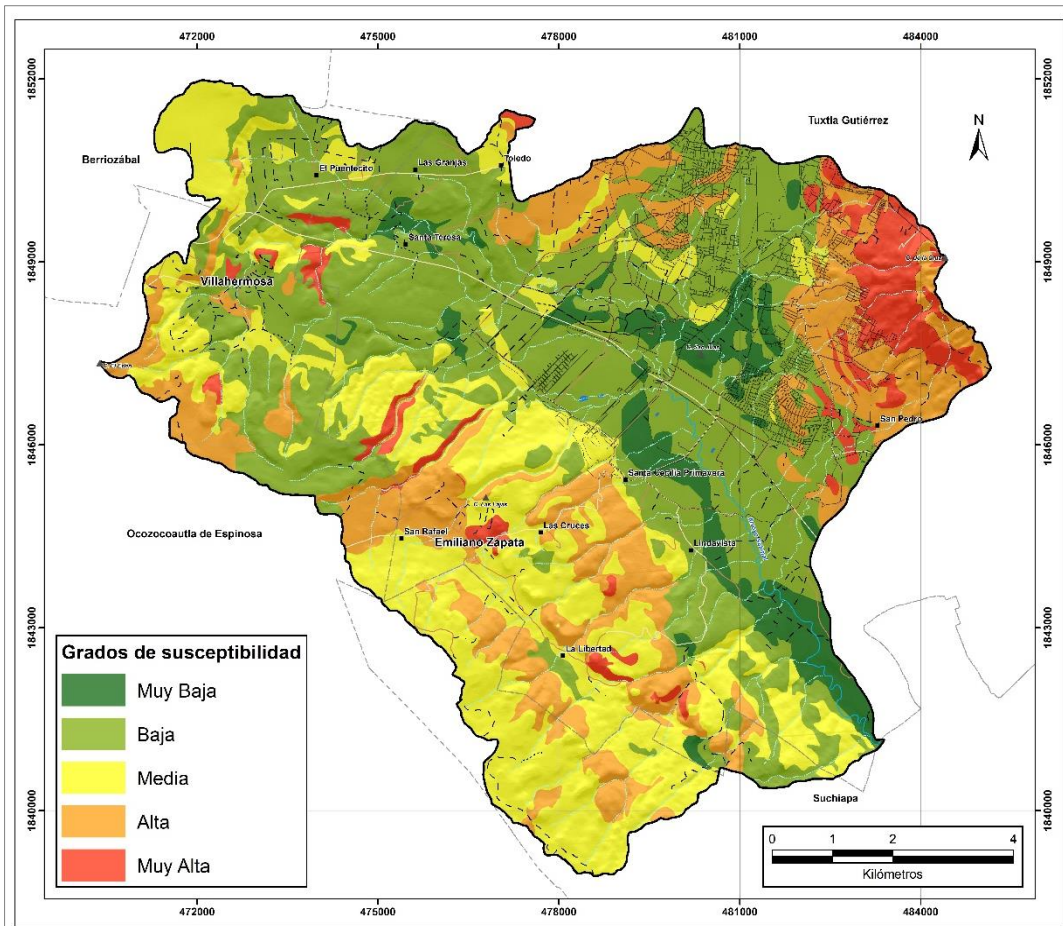 472000
475000
478000
481000
484000
1852000
1852000
Tuxtla Gutiérrez
N
Berriozábal
El Puentecito
Las Granjas
Toledo
1849000
1849000
Santa Teresa
Villahermosa
San Pedro
1846000
1846000
Santa Cecilia Primavera
Ocozocoautla de Espinosa
San Rafael
Las Cruces
Emiliano Zapata
Lindavista
1843000
1843000
La Libertad
Grados de susceptibilidad
Muy Baja
Baja
Media
Alta
Muy Alta
Suchiapa
1840000
1840000
0 1 2 4
Kilómetros
472000
475000
478000
481000
484000